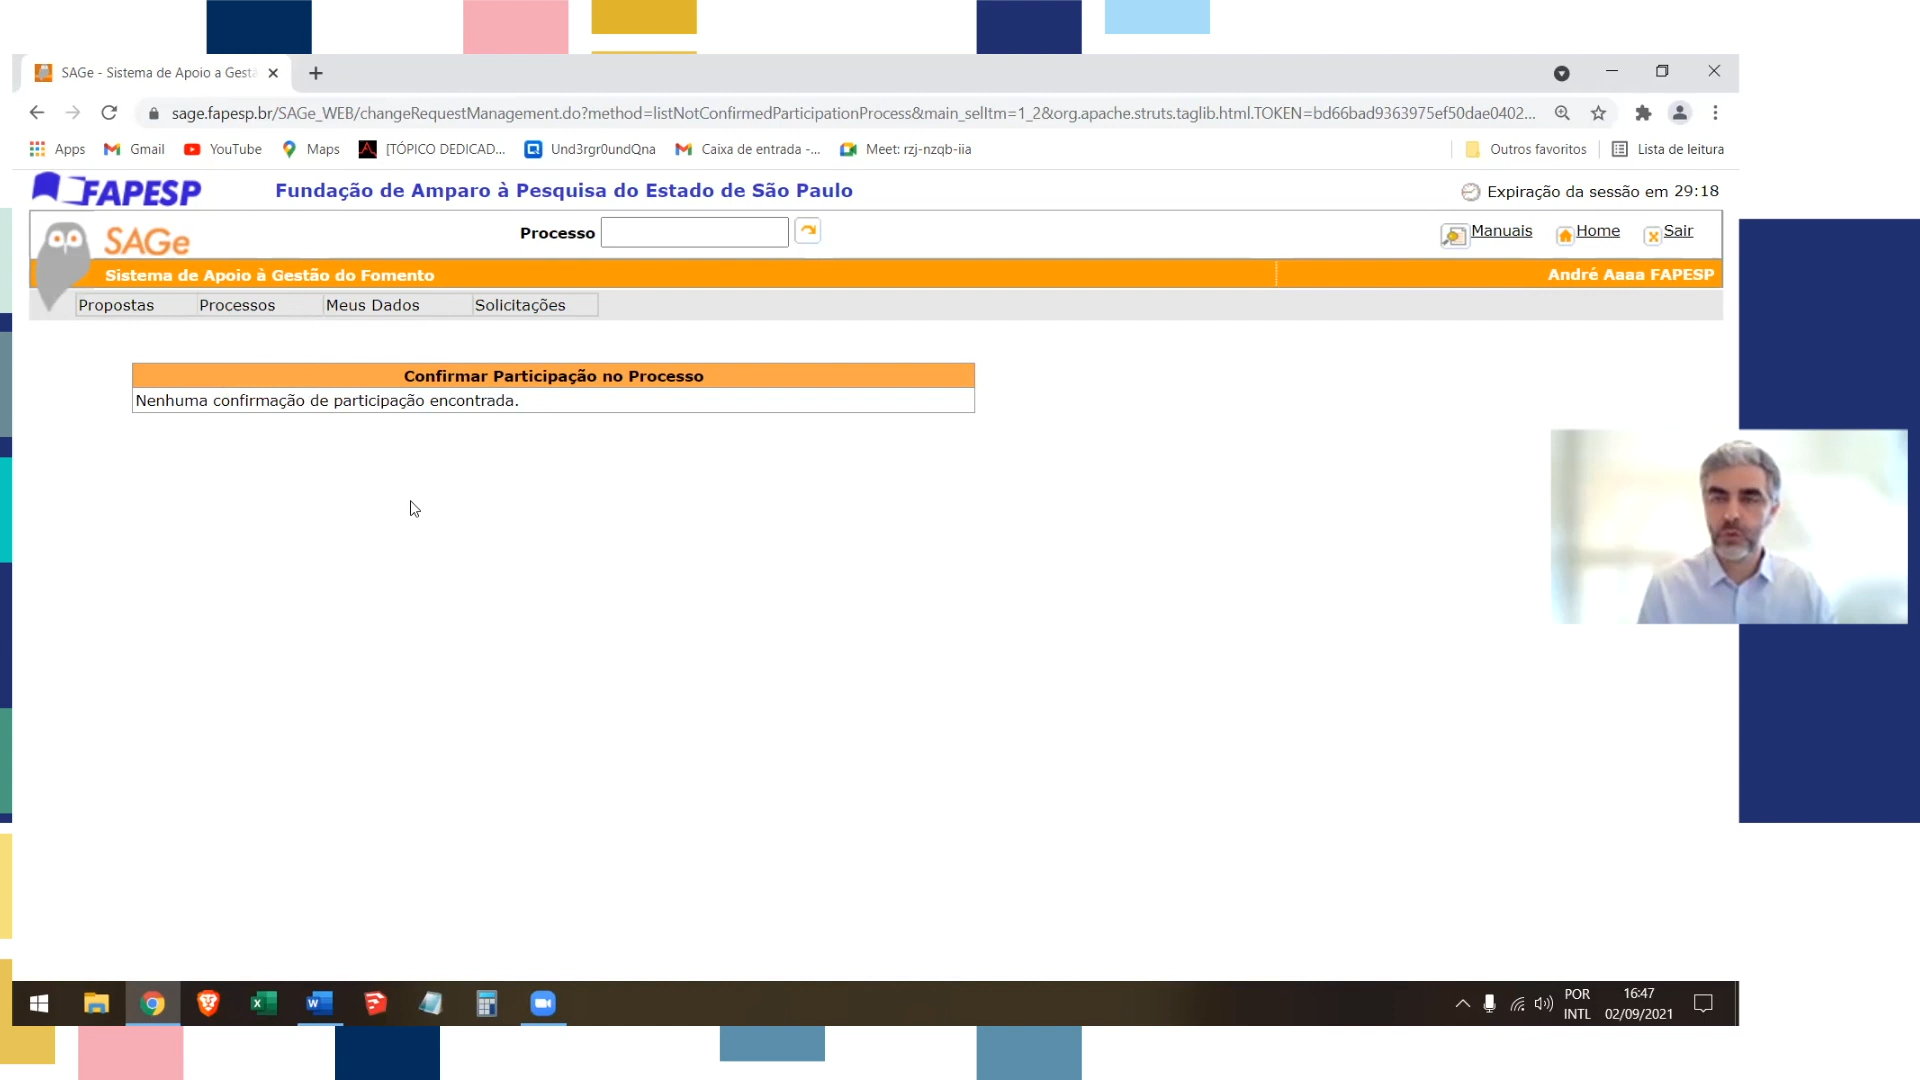 SAGe - Sistema de Apoio a Gestã
sage.fapesp.br/SAGe_WEB/changeRequestManagement.do?method=listNotConfirmedParticipationProcess&main_selItm=1_2&org.apache.struts.taglib.html.TOKEN=bd66bad9363975ef50dae0402...
Apps Gmail YouTube Maps [TÓPICO DEDICAD... Und3rgr0undQna Caixa de entrada -... Meet: rzj-nzqb-iia Outros favoritos Lista de leitura
FAPESP Fundação de Amparo à Pesquisa do Estado de São Paulo Expiração da sessão em 29:18
SAGe Processo Manuais Home Sair
Sistema de Apoio à Gestão do Fomento André Aaaa FAPESP
Propostas Processos Meus Dados Solicitações
Confirmar Participação no Processo
Nenhuma confirmação de participação encontrada.
POR 16:47
INTL 02/09/2021